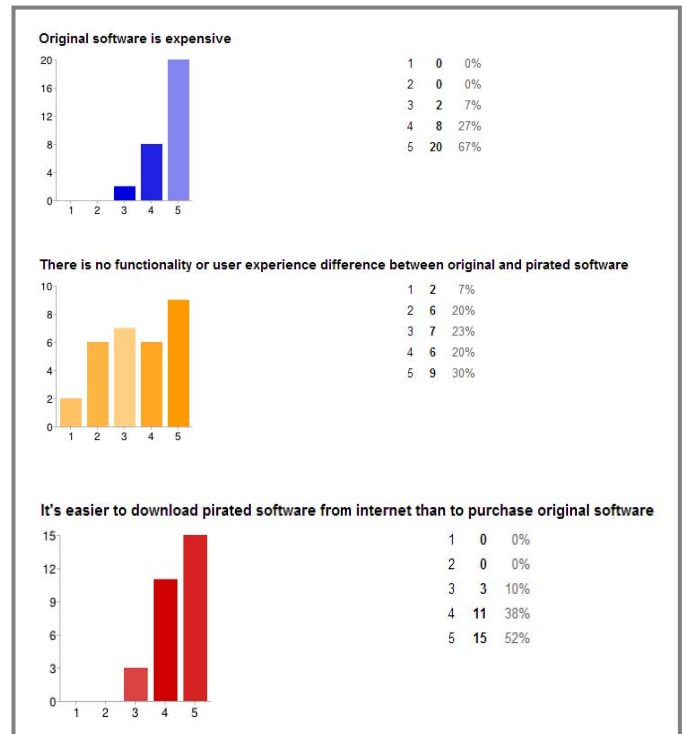 Original software is expensive
20
16
12
8
4
0
1 2 3 4 5
1 0 0%
2 0 0%
3 2 7%
4 8 27%
5 20 67%
There is no functionality or user experience difference between original and pirated software
10
8
6
4
2
0
1 2 3 4 5
1 2 7%
2 6 20%
3 7 23%
4 6 20%
5 9 30%
It's easier to download pirated software from internet than to purchase original software
15
12
9
6
3
0
1 2 3 4 5
1 0 0%
2 0 0%
3 3 10%
4 11 38%
5 15 52%